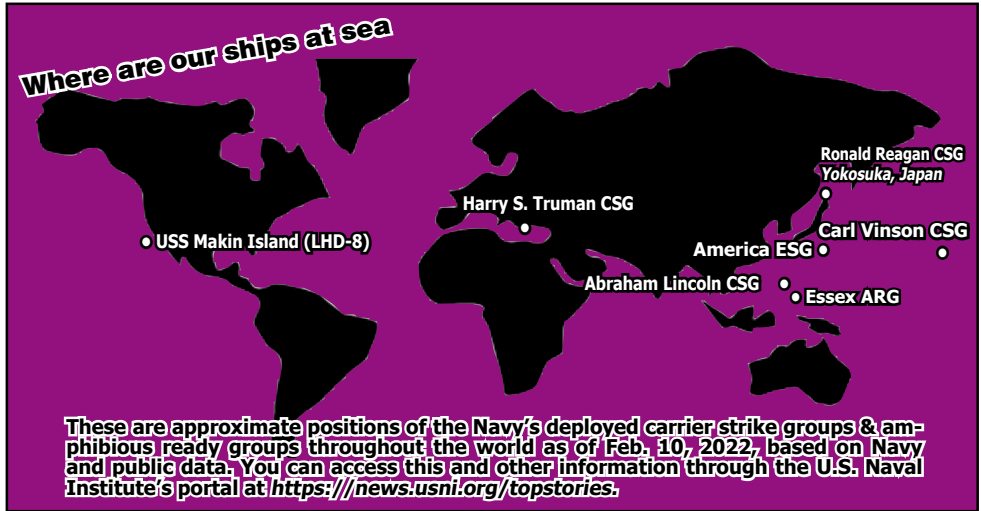 Where are our ships at sea
Ronald Reagan CSG
Yokosuka, Japan
Harry S. Truman CSG
Carl Vinson CSG
USS Makin Island (LHD-8)
America ESG
Abraham Lincoln CSG
Essex ARG
These are approximate positions of the Navy's deployed carrier strike groups & am-
phibious ready groups throughout the world as of Feb. 10, 2022, based on Navy
and public data. You can access this and other information through the U.S. Naval
Institute's portal at https://news.usni.org/topstories.